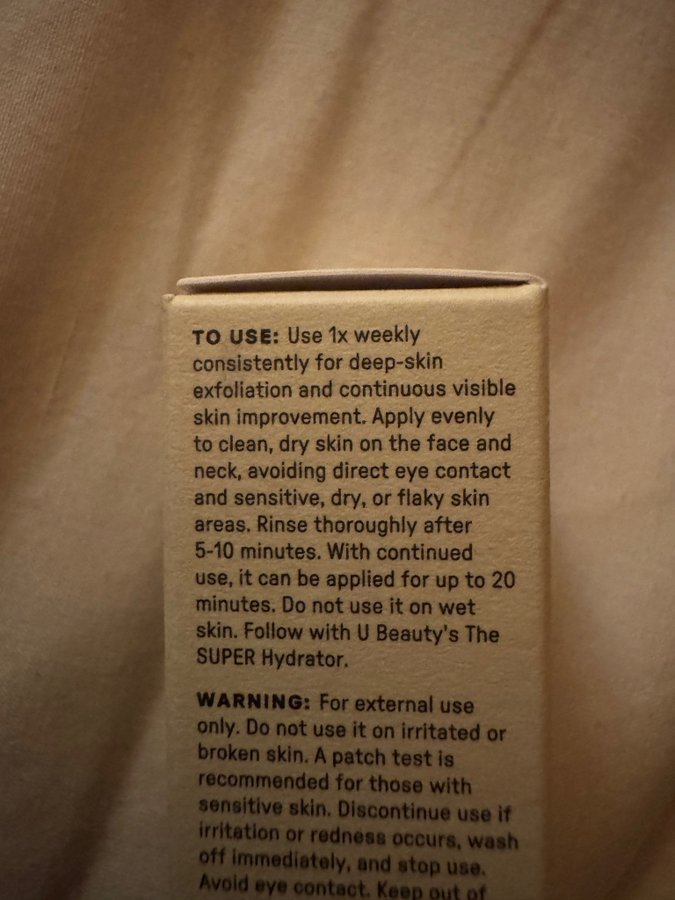 TO USE: Use 1x weekly
consistently for deep-skin
exfoliation and continuous visible
skin improvement. Apply evenly
to clean, dry skin on the face and
neck, avoiding direct eye contact
and sensitive, dry, or flaky skin
areas. Rinse thoroughly after
5-10 minutes. With continued
use, it can be applied for up to 20
minutes. Do not use it on wet
skin. Follow with U Beauty's The
SUPER Hydrator.
WARNING: For external use
only. Do not use it on irritated or
broken skin. A patch test is
recommended for those with
sensitive skin. Discontinue use if
irritation or redness occurs, wash
off immediately, and stop use.
Avoid eye contact. Keep out of